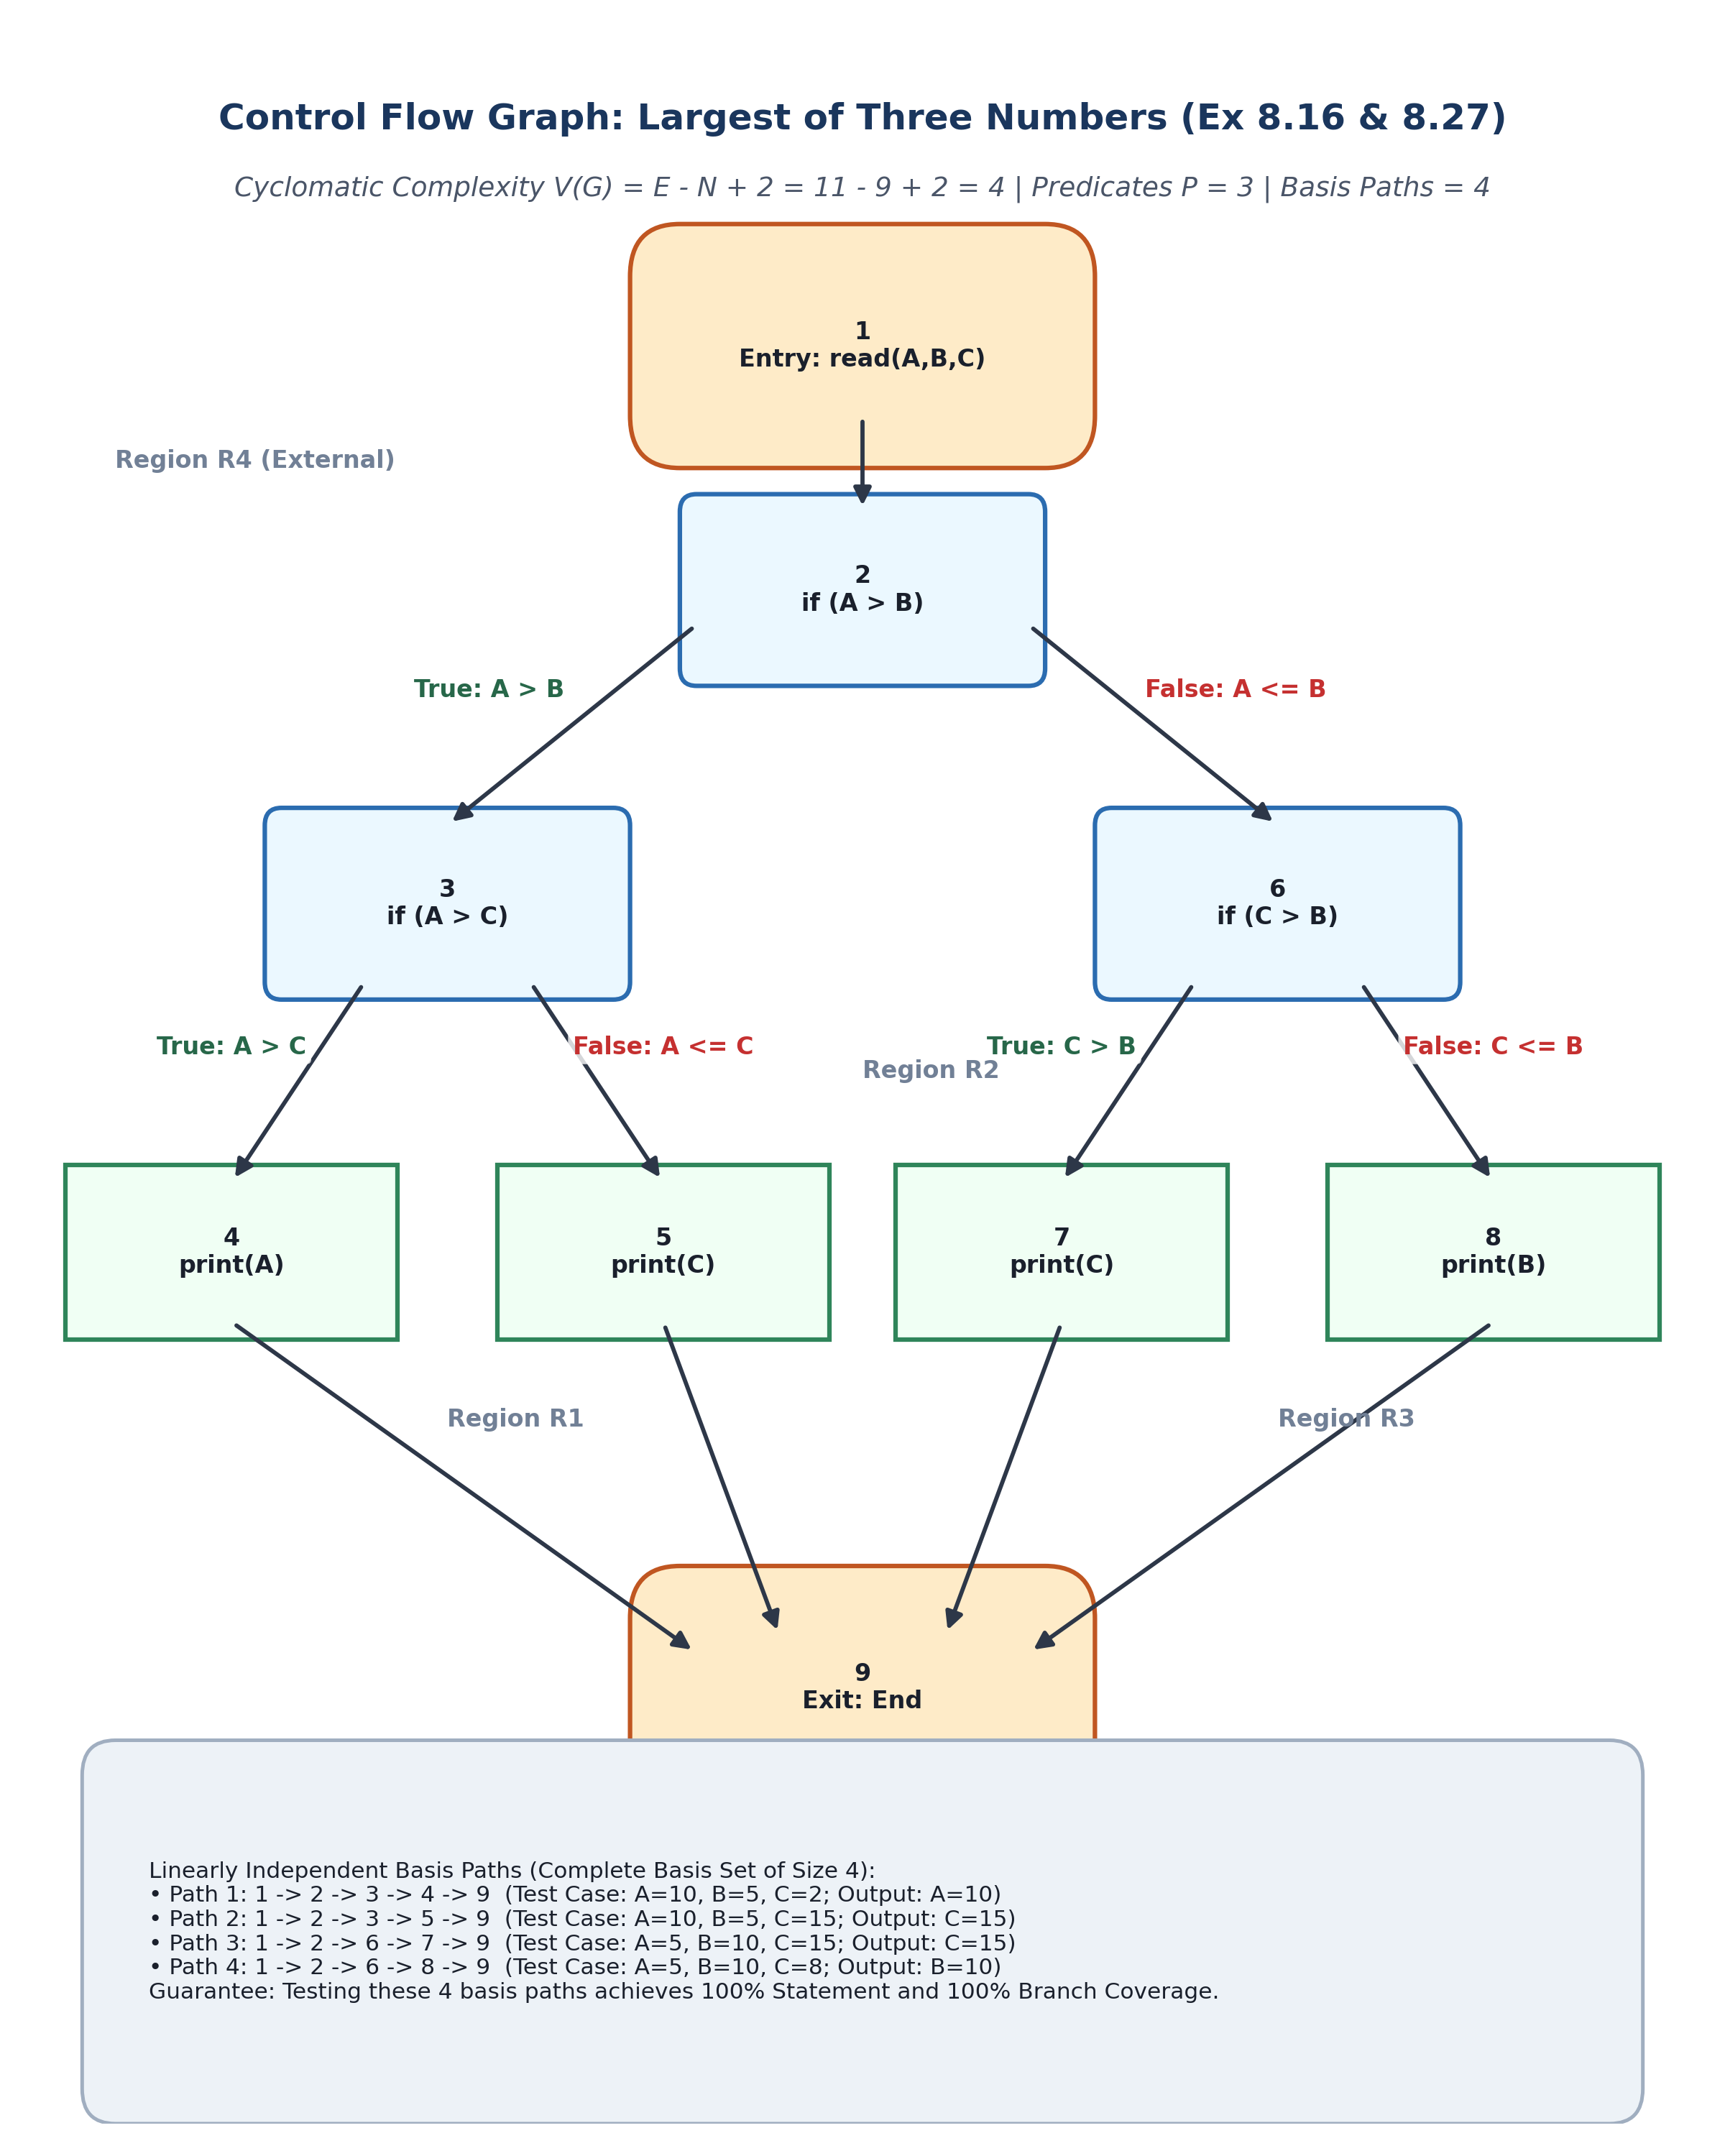 Control Flow Graph: Largest of Three Numbers (Ex 8.16 & 8.27)
Cyclomatic Complexity V(G) = E - N + 2 = 11 - 9 + 2 = 4 | Predicates P = 3 | Basis Paths = 4
1
Entry: read(A,B,C)
Region R4 (External)
2
if (A > B)
True: A > B
False: A <= B
3
if (A > C)
6
if (C > B)
True: A > C
False: A <= C
True: C > B
False: C <= B
Region R2
4
print(A)
5
print(C)
7
print(C)
8
print(B)
Region R1
Region R3
9
Exit: End
Linearly Independent Basis Paths (Complete Basis Set of Size 4):
• Path 1: 1 -> 2 -> 3 -> 4 -> 9 (Test Case: A=10, B=5, C=2; Output: A=10)
• Path 2: 1 -> 2 -> 3 -> 5 -> 9 (Test Case: A=10, B=5, C=15; Output: C=15)
• Path 3: 1 -> 2 -> 6 -> 7 -> 9 (Test Case: A=5, B=10, C=15; Output: C=15)
• Path 4: 1 -> 2 -> 6 -> 8 -> 9 (Test Case: A=5, B=10, C=8; Output: B=10)
Guarantee: Testing these 4 basis paths achieves 100% Statement and 100% Branch Coverage.